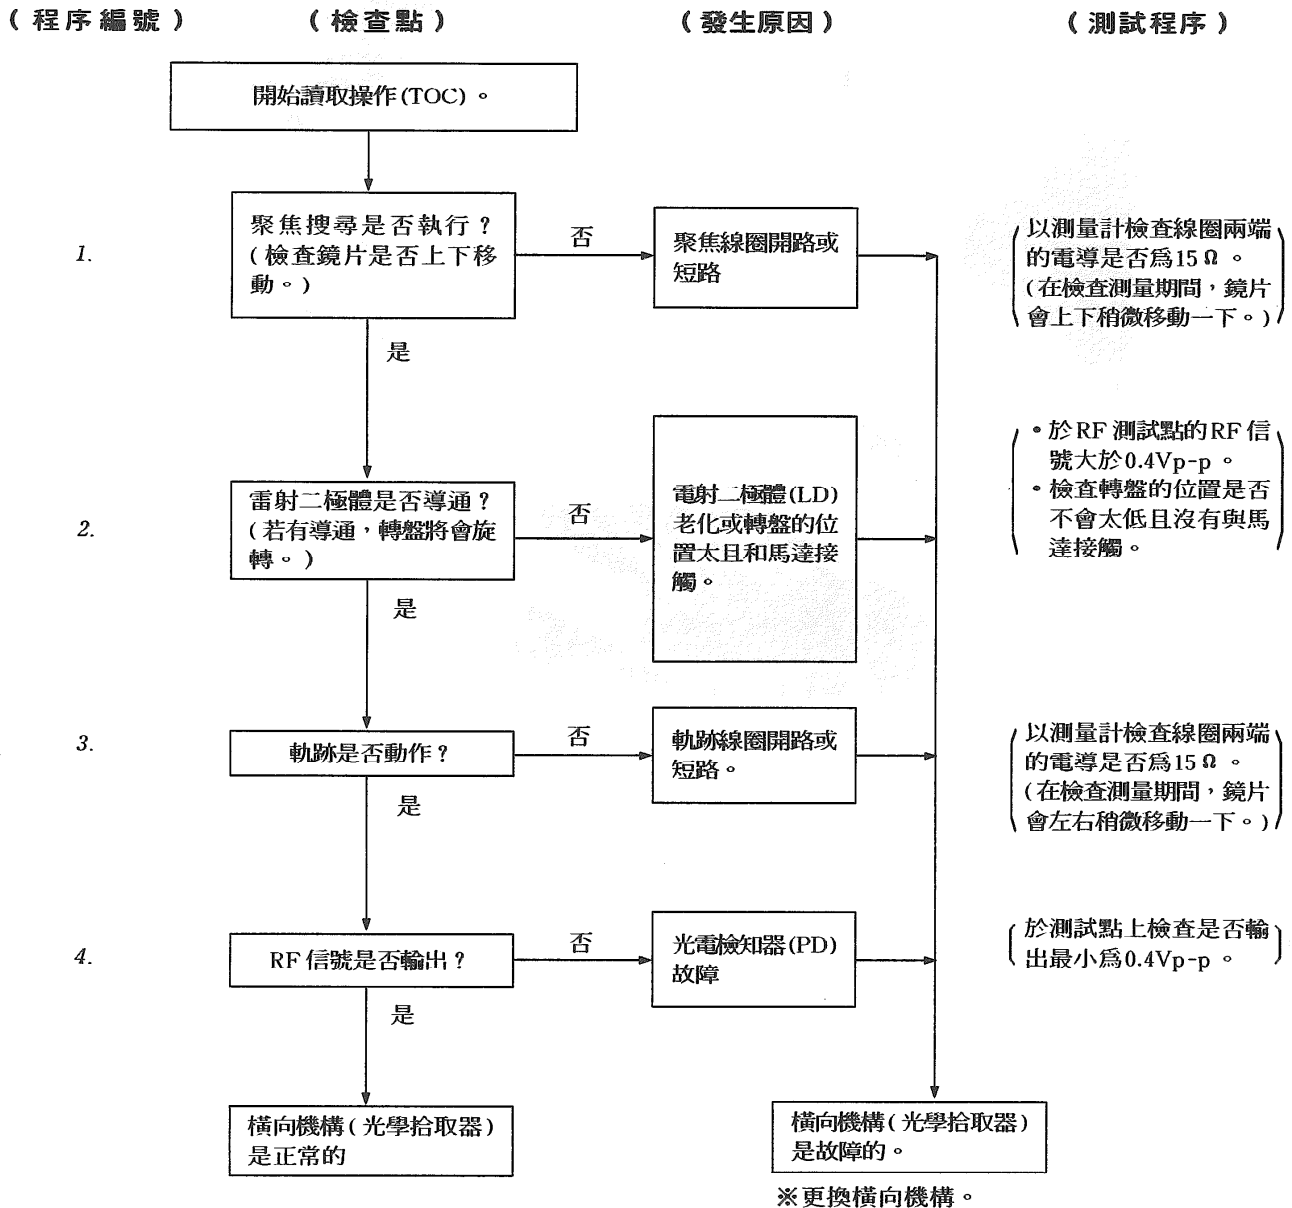 (程序編號) (檢查點) (發生原因) (測試程序)
開始讀取操作(TOC)。
1.
聚焦搜尋是否執行？
(檢查鏡片是否上下移
動。)
否
是
聚焦線圈開路或
短路
以測量計檢查線圈兩端
的電導是否爲15Ω。
(在檢查測量期間，鏡片
會上下稍微移動一下。)
2.
雷射二極體是否導通？
(若有導通，轉盤將會旋
轉。)
否
是
電射二極體(LD)
老化或轉盤的位
置太且和馬達接
觸。
•於RF測試點的RF信
號大於0.4Vp-p。
•檢查轉盤的位置是否
不會太低且沒有與馬
達接觸。
3.
軌跡是否動作？
否
是
軌跡線圈開路或
短路。
以測量計檢查線圈兩端
的電導是否爲15Ω。
(在檢查測量期間，鏡片
會左右稍微移動一下。)
4.
RF信號是否輸出？
否
是
光電檢知器(PD)
故障
於測試點上檢查是否輸
出最小爲0.4Vp-p。
橫向機構(光學拾取器)
是正常的
橫向機構(光學拾取器)
是故障的。
※更換橫向機構。